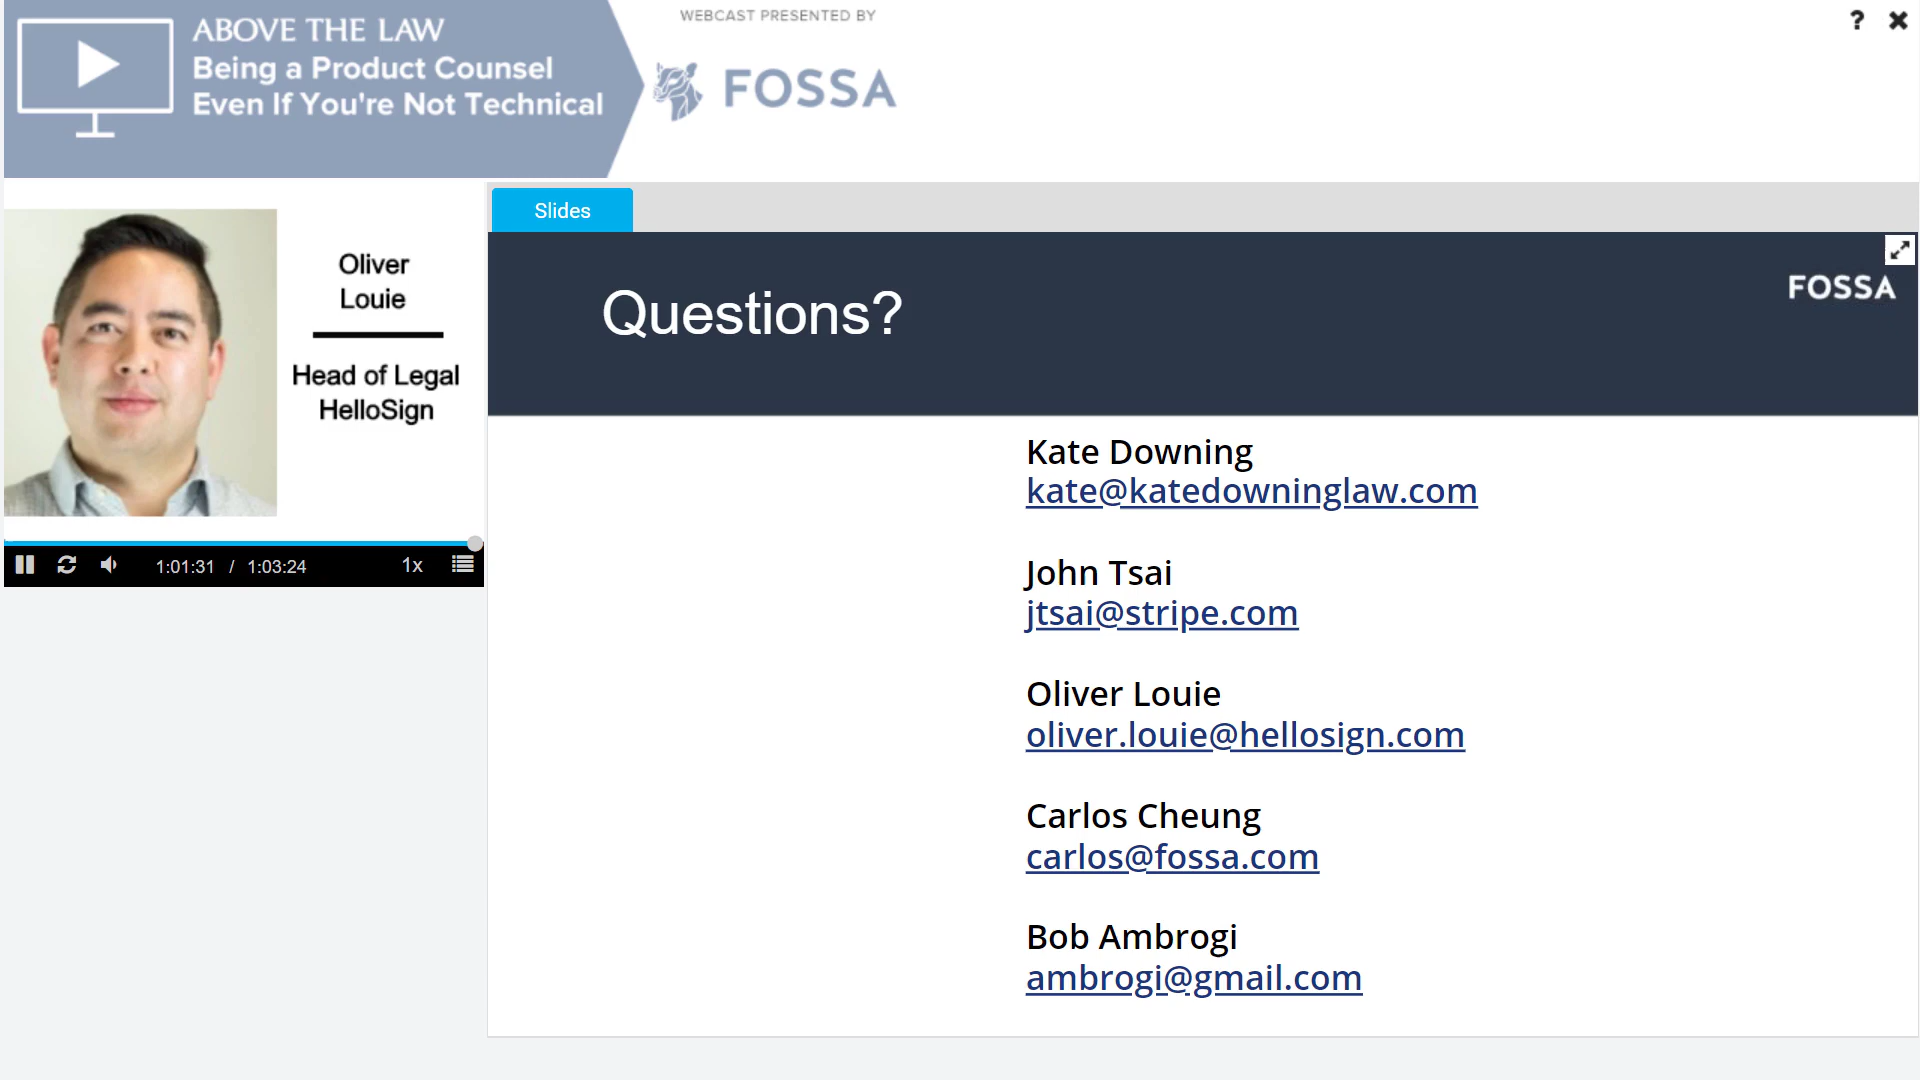 WEBCAST PRESENTED BY
ABOVE THE LAW
Being a Product Counsel
Even If You're Not Technical
FOSSA
?
Slides
Oliver
Louie
Head of Legal
HelloSign
1:01:31 / 1:03:24
1x
Questions?
FOSSA
Kate Downing
kate@katedowninglaw.com
John Tsai
jtsai@stripe.com
Oliver Louie
oliver.louie@hellosign.com
Carlos Cheung
carlos@fossa.com
Bob Ambrogi
ambrogi@gmail.com